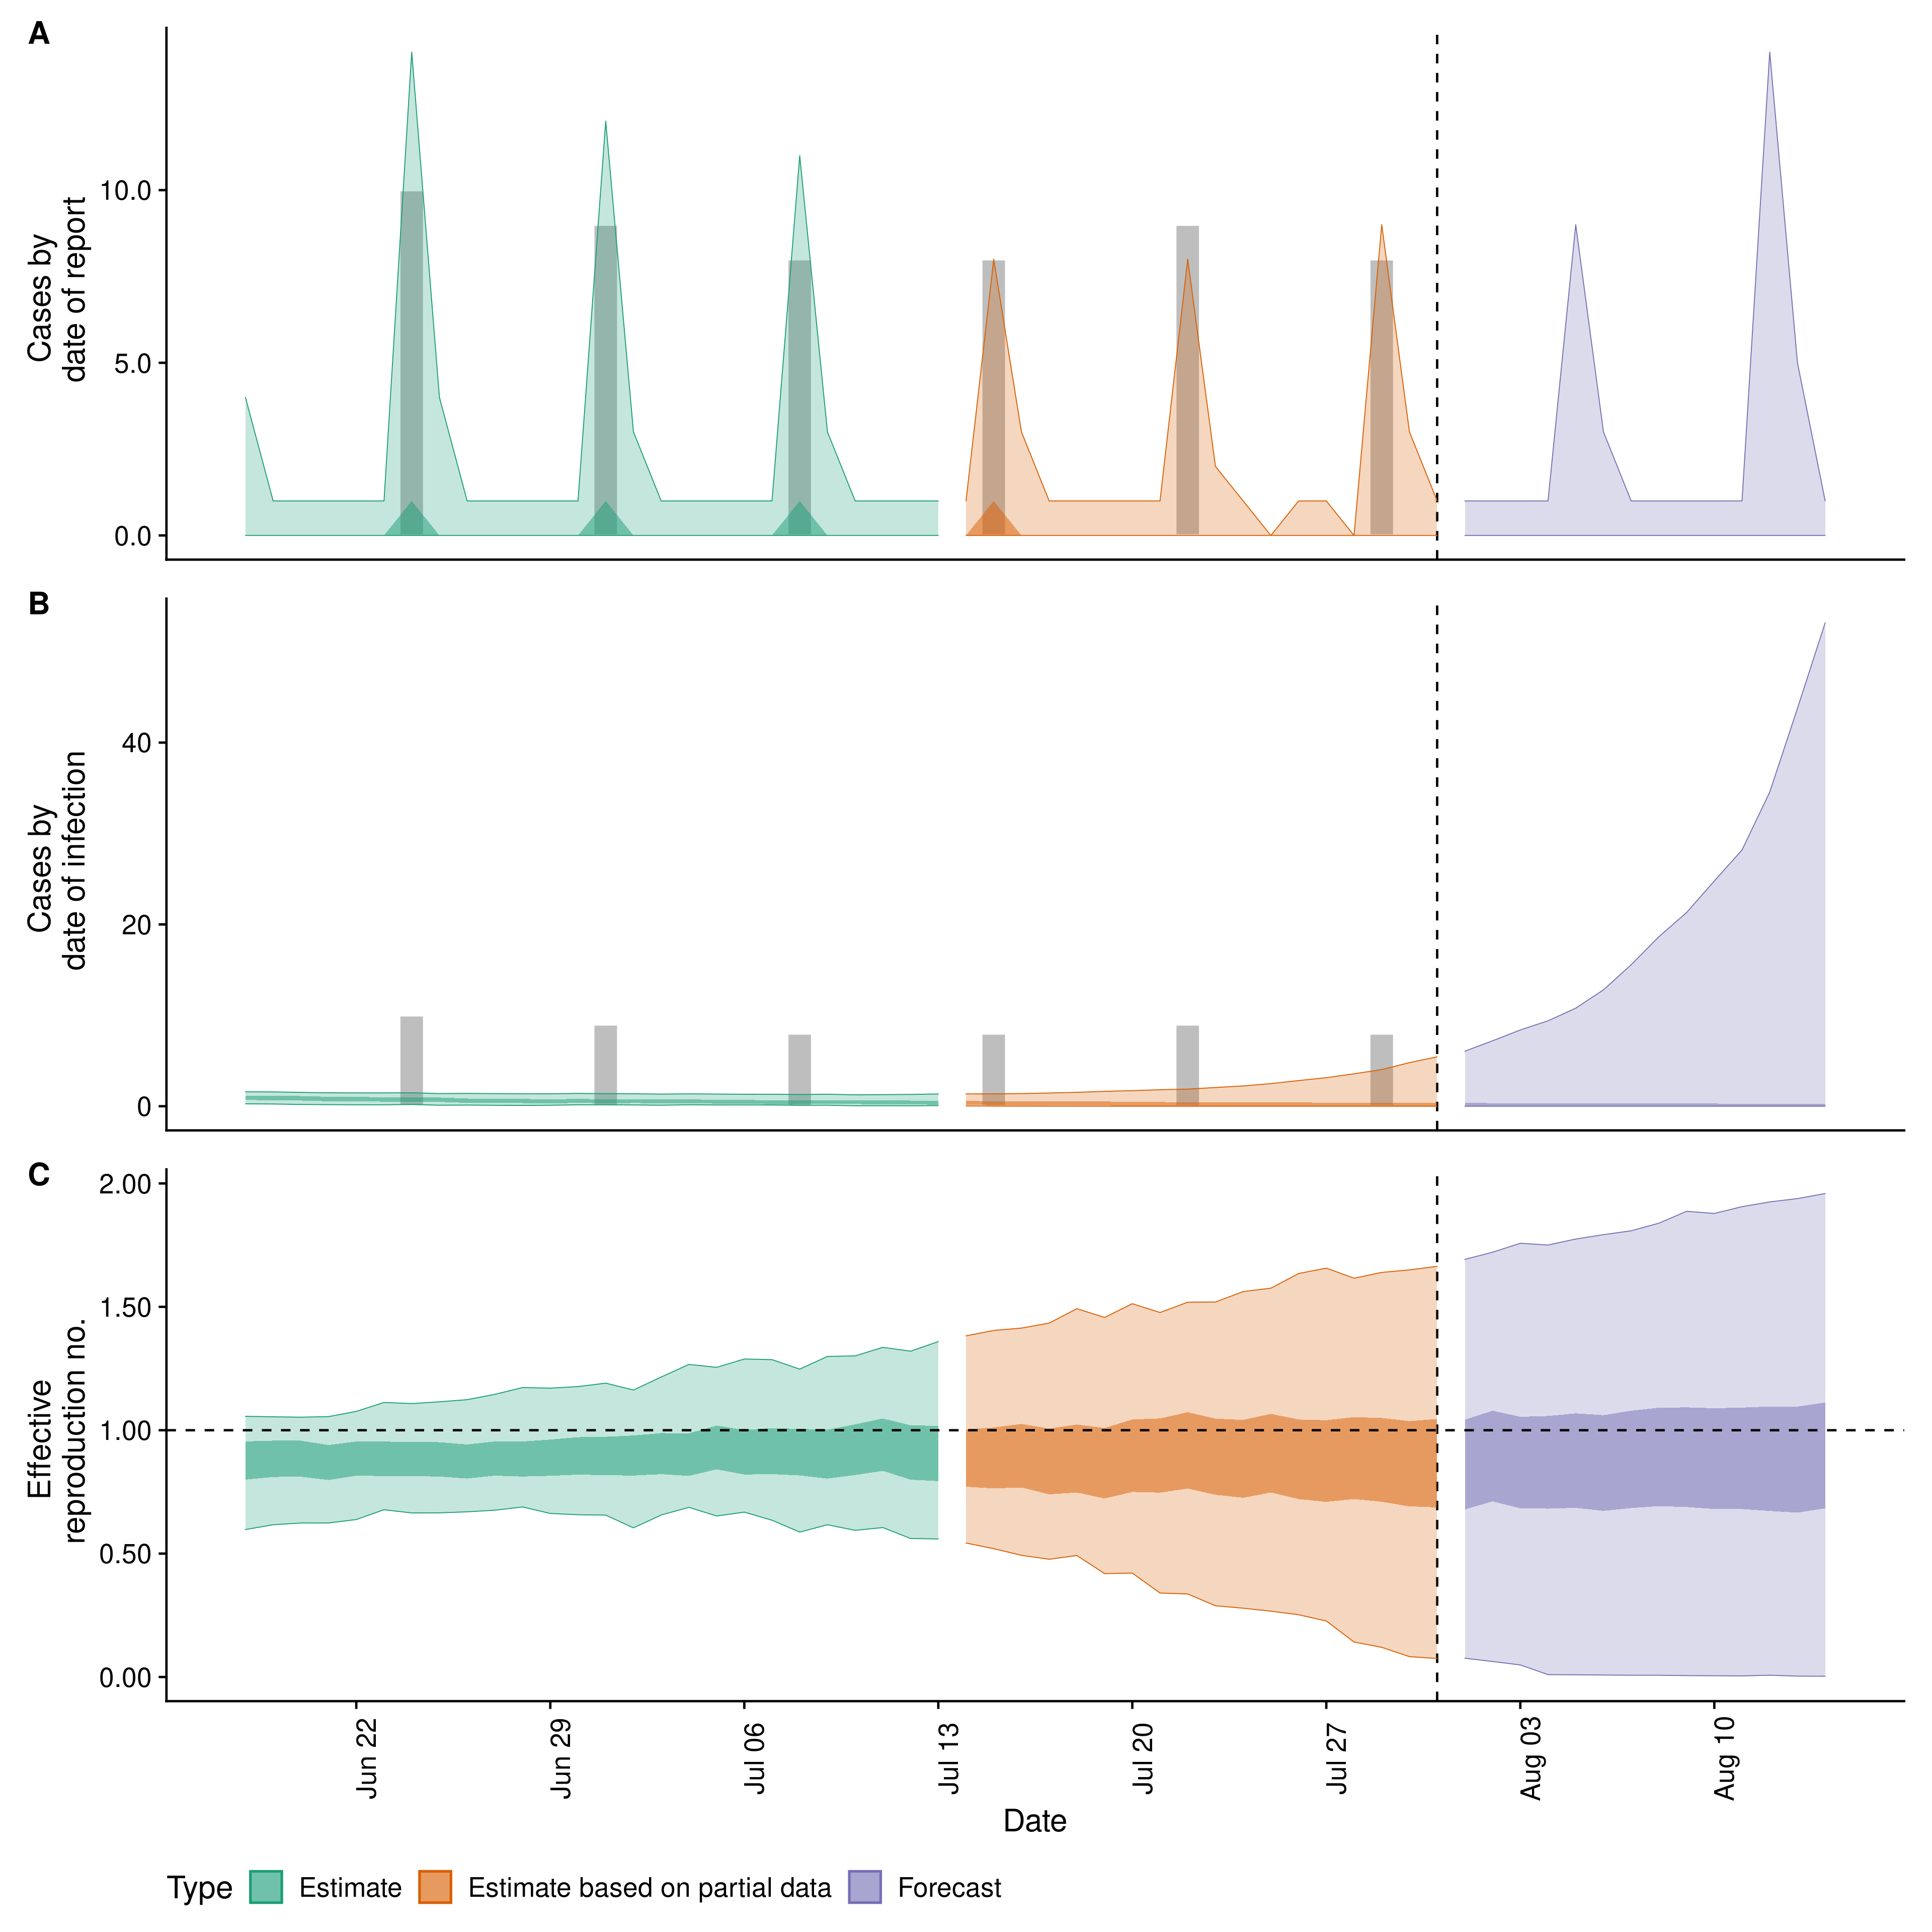 A
Cases by
date of report
10.0
5.0
0.0
B
Cases by
date of infection
40
20
0
C
Effective
reproduction no.
2.00
1.50
1.00
0.50
0.00
Jun 22
Jun 29
Jul 06
Jul 13
Jul 20
Jul 27
Aug 03
Aug 10
Date
Type Estimate Estimate based on partial data Forecast